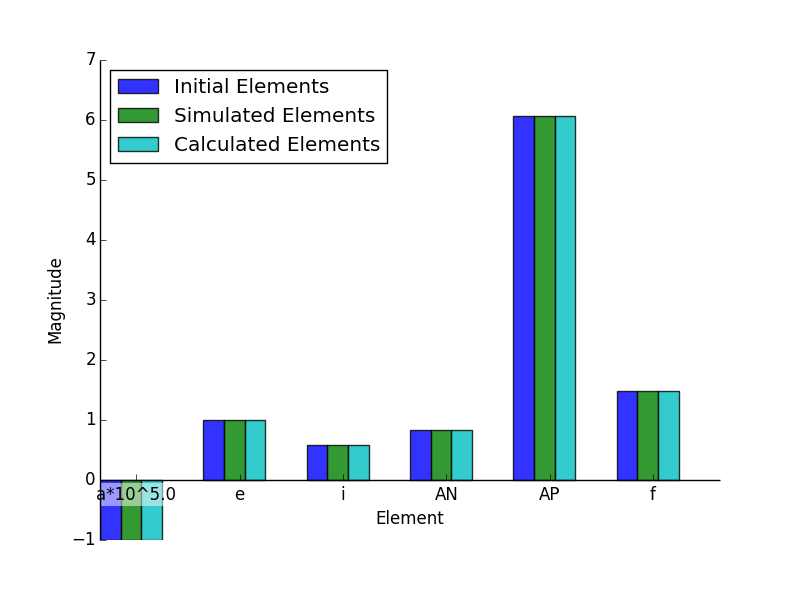 7
6
5
4
3
2
1
0
−1
Magnitude
Initial Elements
Simulated Elements
Calculated Elements
a*10^5.0 e i AN AP f
Element